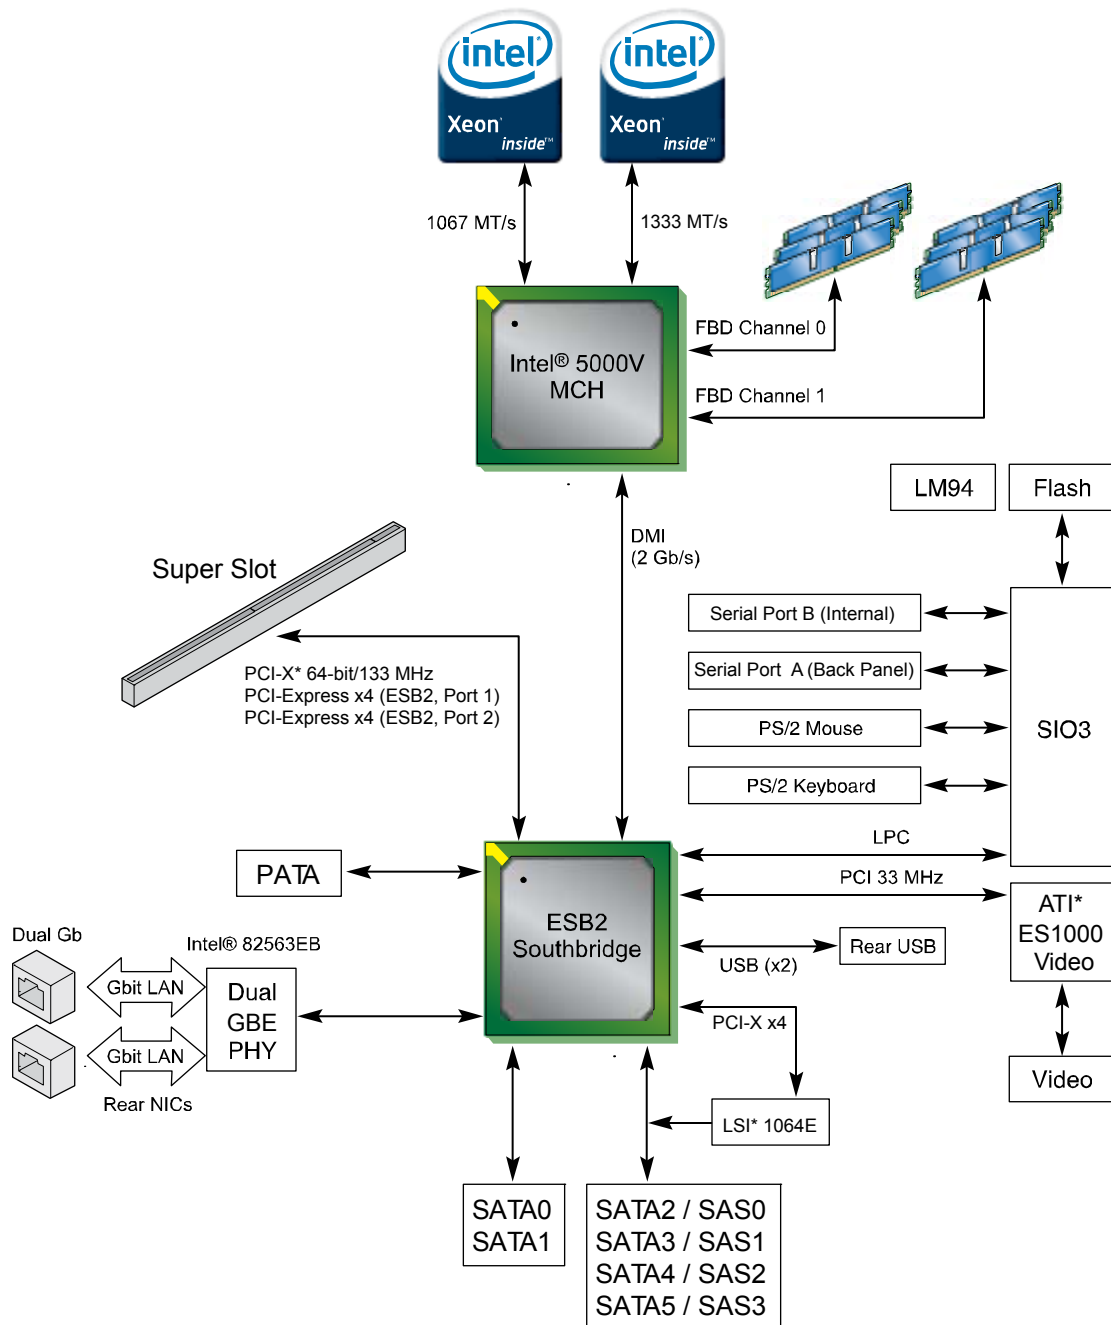 intel
Xeon
inside™
intel
Xeon
inside™
1067 MT/s
1333 MT/s
FBD Channel 0
Intel® 5000V
MCH
FBD Channel 1
LM94
Flash
DMI
(2 Gb/s)
Super Slot
Serial Port B (Internal)
PCI-X* 64-bit/133 MHz
PCI-Express x4 (ESB2, Port 1)
PCI-Express x4 (ESB2, Port 2)
Serial Port A (Back Panel)
PS/2 Mouse
SIO3
PS/2 Keyboard
LPC
PATA
PCI 33 MHz
ESB2
Southbridge
ATI*
ES1000
Video
Dual Gb
Intel® 82563EB
Rear USB
USB (x2)
Gbit LAN
Dual
GBE
PHY
PCI-X x4
Gbit LAN
Rear NICs
Video
LSI* 1064E
SATA0
SATA1
SATA2 / SAS0
SATA3 / SAS1
SATA4 / SAS2
SATA5 / SAS3